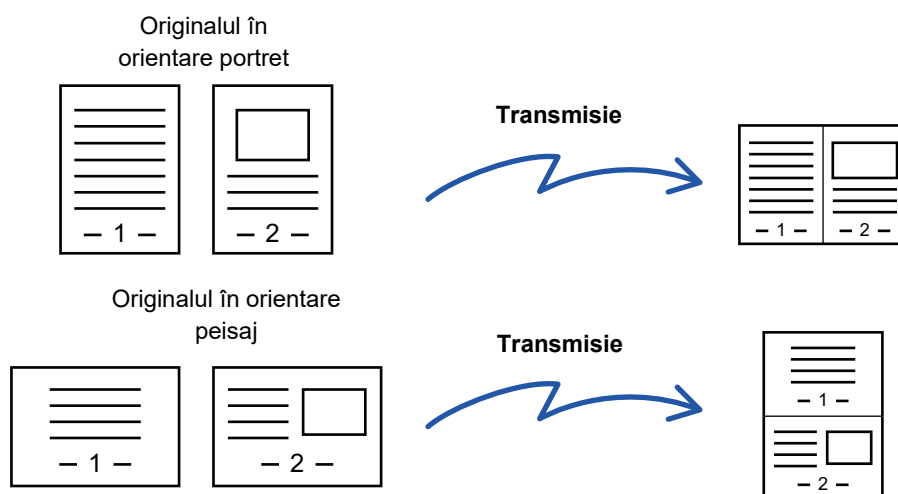 Originalul în
orientare portret
Transmisie
– 1 –
– 2 –
– 1 –
– 2 –
Originalul în orientare
peisaj
Transmisie
– 1 –
– 2 –
– 1 –
– 2 –